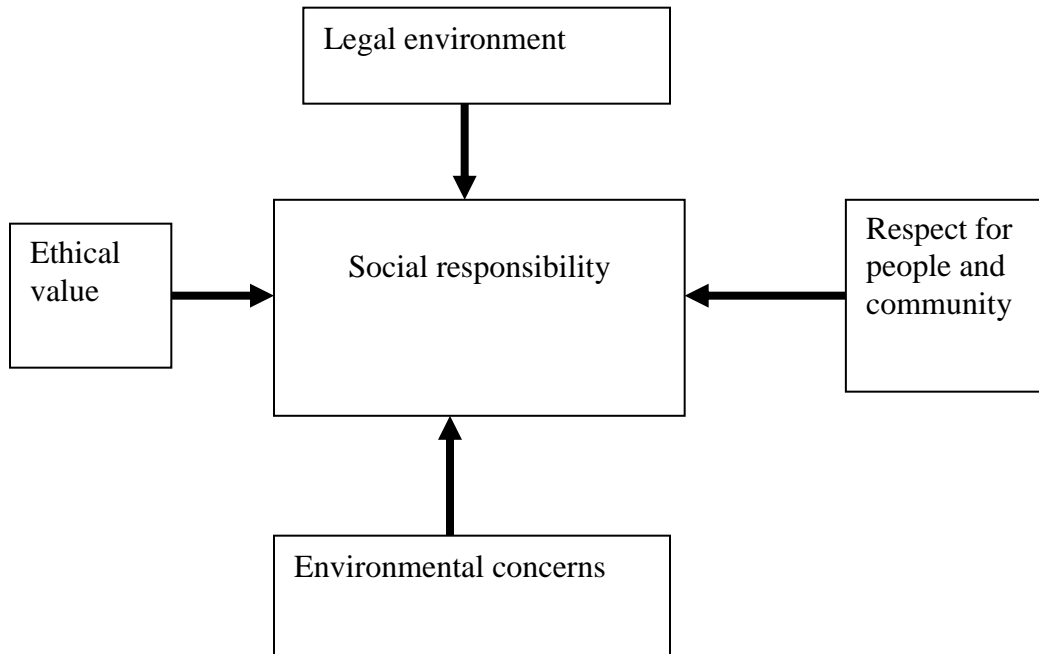 Legal environment
Ethical
value
Social responsibility
Respect for
people and
community
Environmental concerns